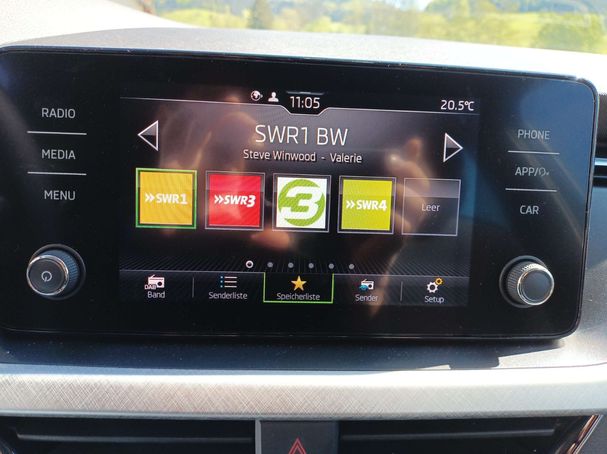 11:05
20.5°C
RADIO
MEDIA
MENU
SWR1 BW
Steve Winwood - Valerie
PHONE
APP/
CAR
»SWR1
»SWR3
3
»SWR4
Leer
DAB
Band
Senderliste
Speicherliste
Sender
Setup